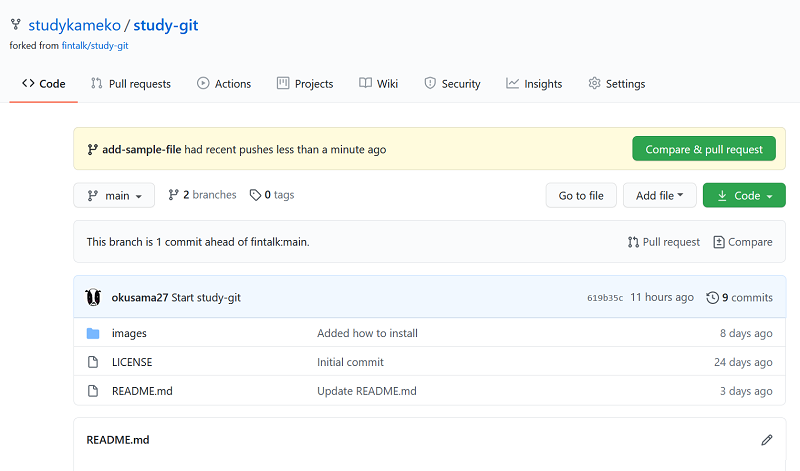 studykameko / study-git
forked from fintalk/study-git
Code Pull requests Actions Projects Wiki Security Insights Settings
add-sample-file had recent pushes less than a minute ago Compare & pull request
main 2 branches 0 tags Go to file Add file Code
This branch is 1 commit ahead of fintalk:main. Pull request Compare
okusama27 Start study-git 619b35c 11 hours ago 9 commits
images Added how to install 8 days ago
LICENSE Initial commit 24 days ago
README.md Update README.md 3 days ago
README.md